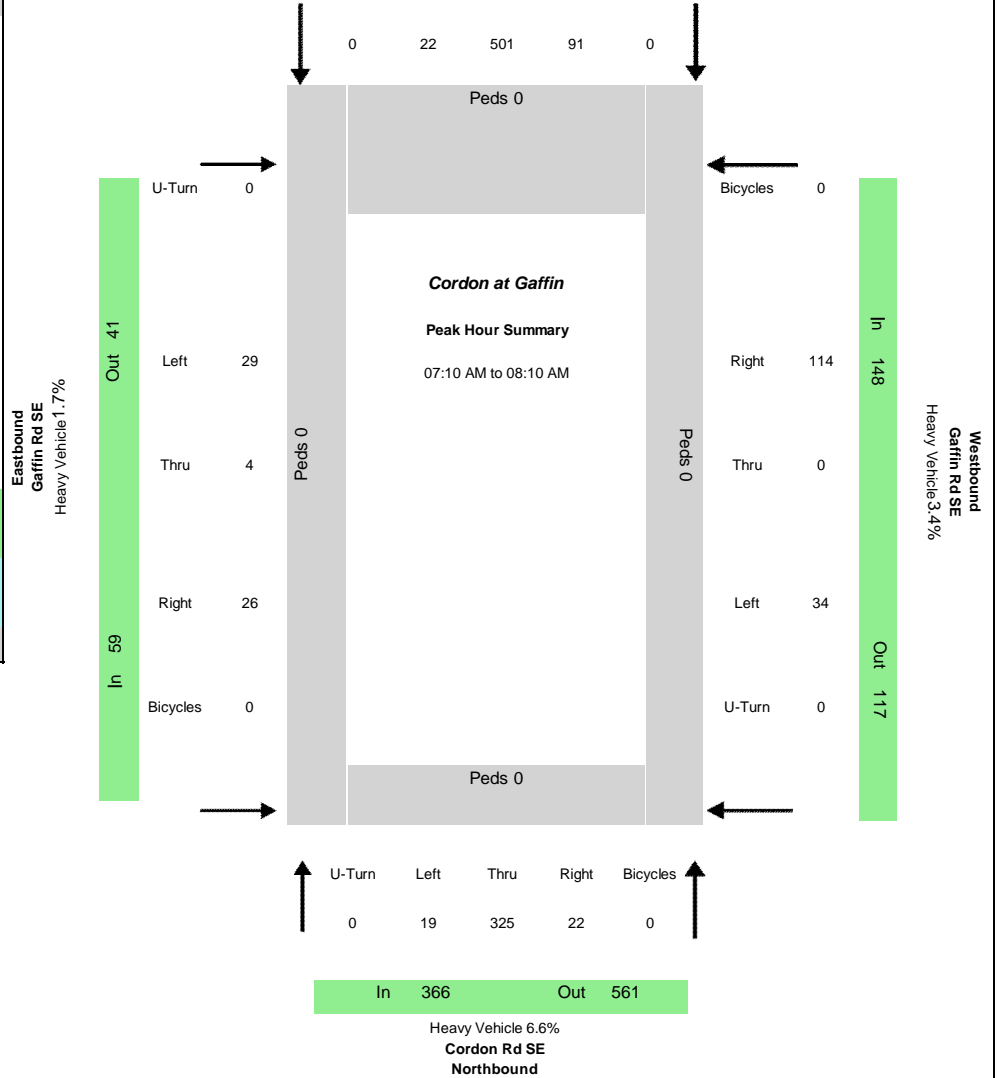 0 22 501 91 0
Peds 0
U-Turn 0
Bicycles 0
Cordon at Gaffin
Peak Hour Summary
07:10 AM to 08:10 AM
Out 41
In 59
Left 29
Thru 4
Right 26
Bicycles 0
Eastbound
Gaffin Rd SE
Heavy Vehicle 1.7%
Peds 0
Peds 0
Right 114
Thru 0
Left 34
U-Turn 0
In 148
Out 117
Westbound
Gaffin Rd SE
Heavy Vehicle 3.4%
Peds 0
U-Turn Left Thru Right Bicycles
0 19 325 22 0
In 366 Out 561
Heavy Vehicle 6.6%
Cordon Rd SE
Northbound